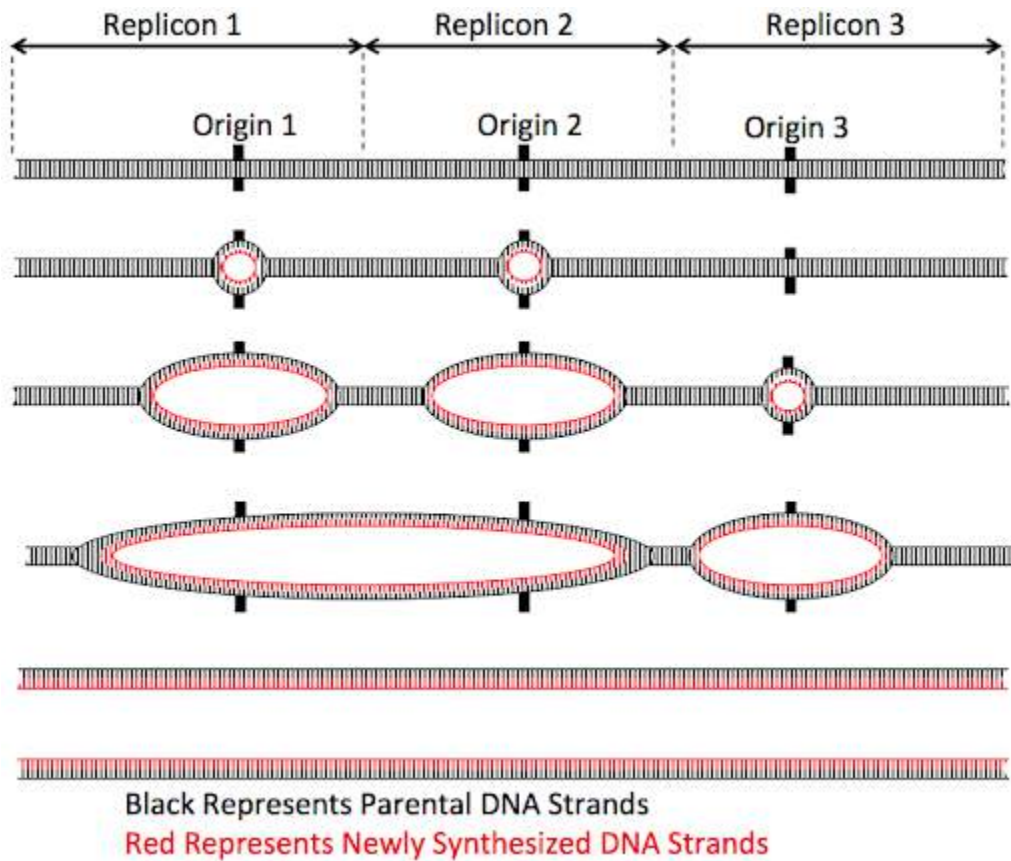 Replicon 1 Replicon 2 Replicon 3
Origin 1 Origin 2 Origin 3
Black Represents Parental DNA Strands
Red Represents Newly Synthesized DNA Strands